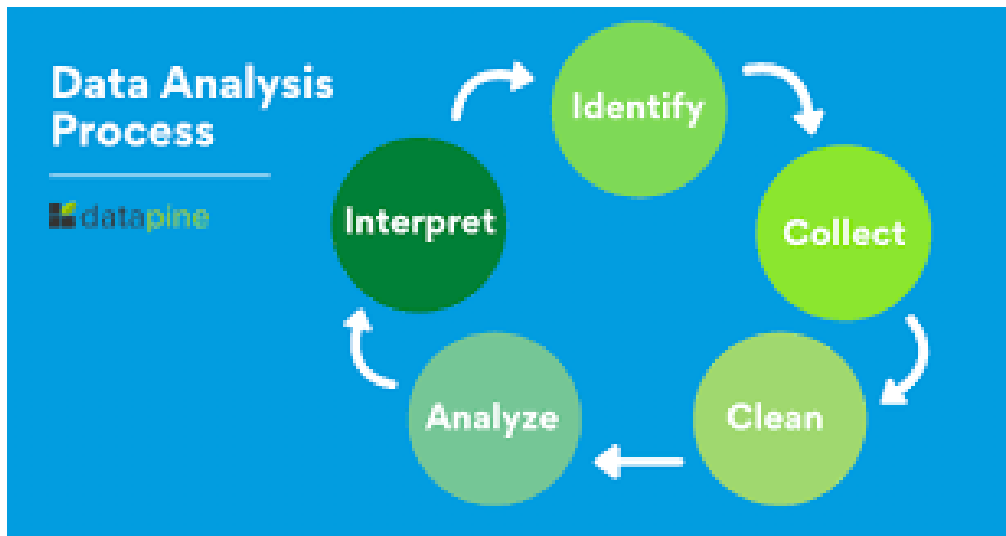 Data Analysis
Process
datapine
Identify
Collect
Clean
Analyze
Interpret